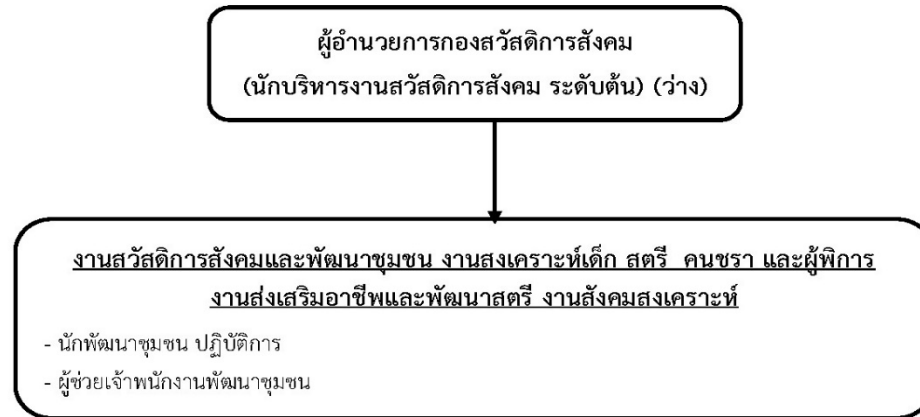 ผู้อำนวยการกองสวัสดิการสังคม
(นักบริหารงานสวัสดิการสังคม ระดับต้น) (ว่าง)
งานสวัสดิการสังคมและพัฒนาชุมชน งานสงเคราะห์เด็ก สตรี คนชรา และผู้พิการ
งานส่งเสริมอาชีพและพัฒนาสตรี งานสังคมสงเคราะห์
- นักพัฒนาชุมชน ปฏิบัติการ
- ผู้ช่วยเจ้าพนักงานพัฒนาชุมชน